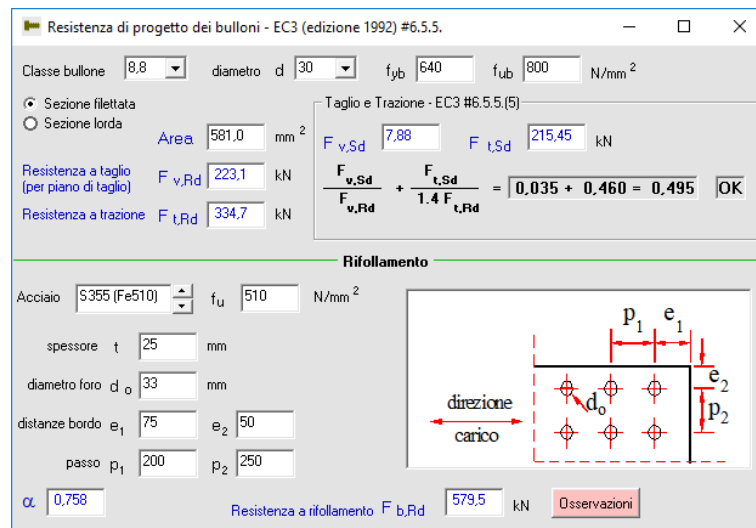 Resistenza di progetto dei bulloni - EC3 (edizione 1992) #6.5.5.
Classe bullone 8,8 diametro d 30 fyb 640 fub 800 N/mm 2
Sezione filettata
Sezione lorda
Area 581,0 mm 2
Resistenza a taglio (per piano di taglio) F v,Rd 223,1 kN
Resistenza a trazione F t,Rd 334,7 kN
Taglio e Trazione - EC3 #6.5.5.(5)
F v,Sd 7,88 F t,Sd 215,45 kN
F v,Sd / F v,Rd + F t,Sd / 1.4 F t,Rd = 0,035 + 0,460 = 0,495 OK
Rifollamento
Acciaio S355 (Fe510) fu 510 N/mm 2
spessore t 25 mm
diametro foro do 33 mm
distanze bordo e1 75 e2 50
passo p1 200 p2 250
p1 e1
e2
do
p2
direzione
carico
α 0,758 Resistenza a rifollamento F b,Rd 579,5 kN Osservazioni